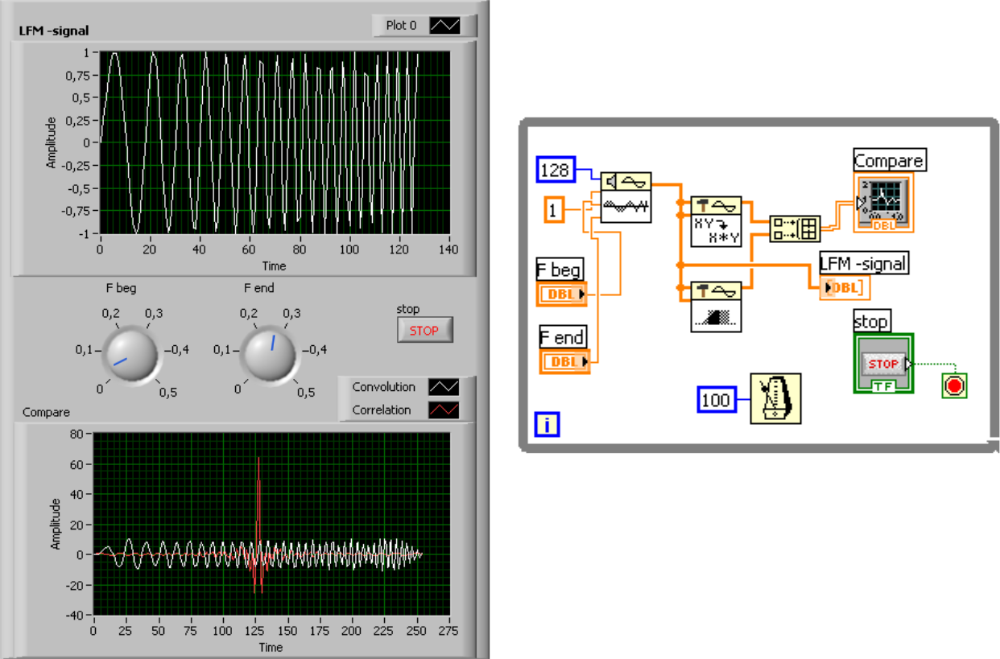 LFM -signal
Plot 0
1
0,75
0,5
0,25
0
-0,25
-0,5
-0,75
-1
Amplitude
0 20 40 60 80 100 120 140
Time
F beg
0,2 0,3
0,1 0,4
0 0,5
F end
0,2 0,3
0,1 0,4
0 0,5
stop
STOP
Convolution
Correlation
Compare
80
60
40
20
0
-20
-40
Amplitude
0 25 50 75 100 125 150 175 200 225 250 275
Time
128
1
F beg
DBL
F end
DBL
XY
X*Y
Compare
DBL
LFM -signal
DBL]
stop
STOP
TF
100
i